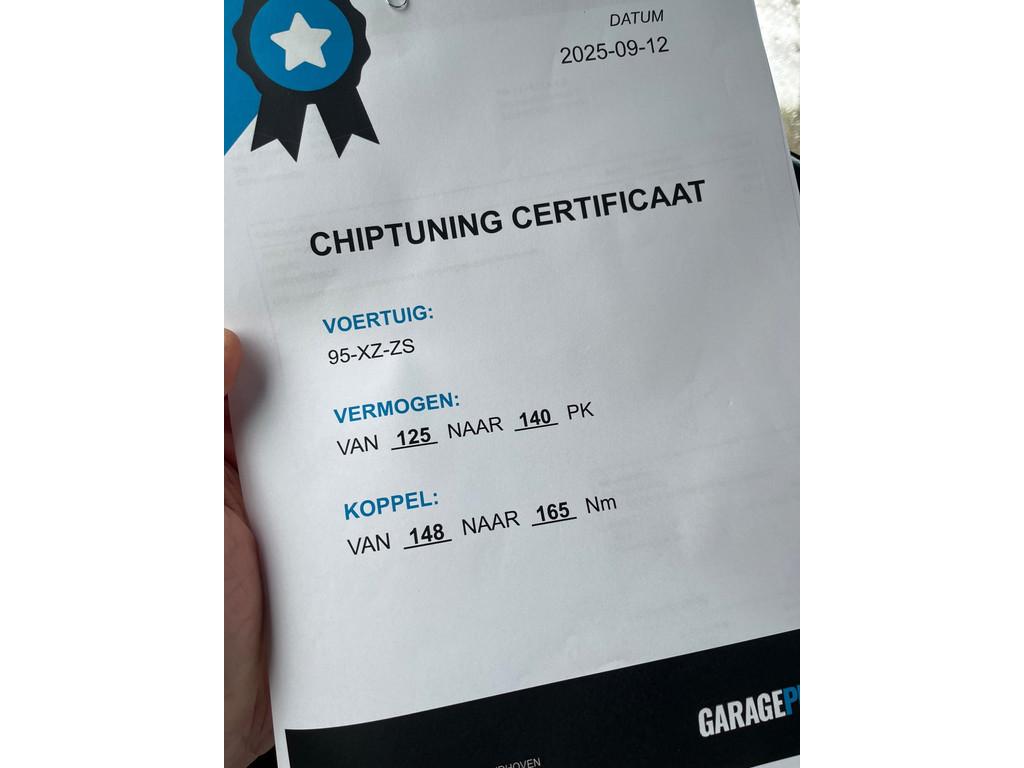 DATUM
2025-09-12
CHIPTUNING CERTIFICAAT
VOERTUIG:
95-XZ-ZS
VERMOGEN:
VAN 125 NAAR 140 PK
KOPPEL:
VAN 148 NAAR 165 Nm
GARAGEP